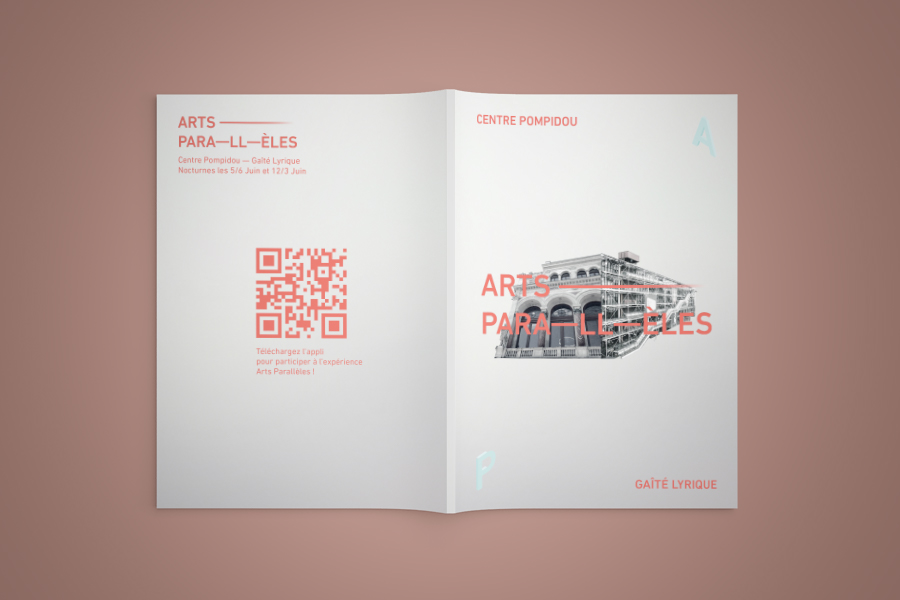 ARTS
PARA—LL—ÈLES
Centre Pompidou — Gaîté Lyrique
Nocturnes les 5/6 Juin et 12/3 Juin
Téléchargez l'appli
pour participer à l'expérience
Arts Parallèles !
CENTRE POMPIDOU
A
ARTS
PARA—LL—ÈLES
P
GAÎTÉ LYRIQUE